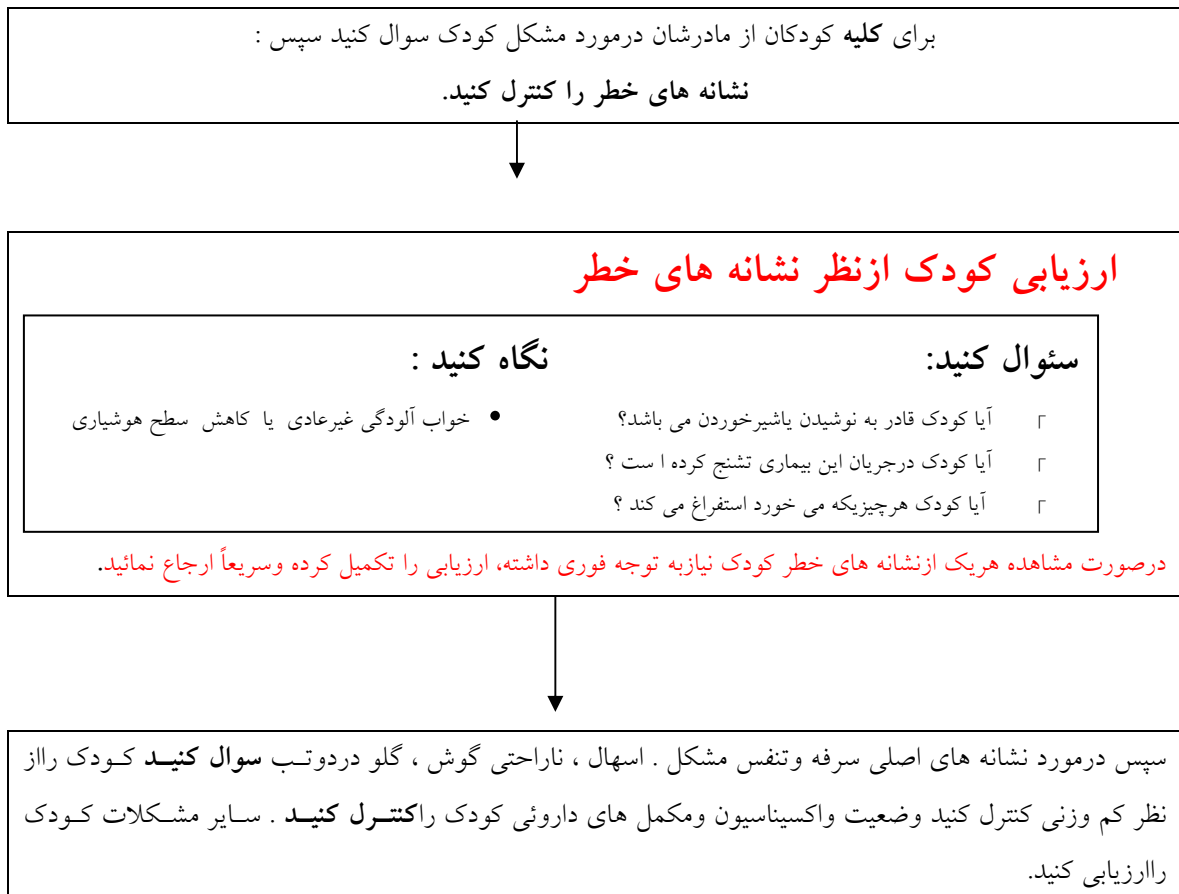 برای کلیه کودکان از مادرشان درمورد مشکل کودک سوال کنید سپس :
نشانه های خطر را کنترل کنید.
ارزیابی کودک ازنظر نشانه های خطر
سئوال کنید:
آیا کودک قادر به نوشیدن یاشیرخوردن می باشد؟
آیا کودک درجریان این بیماری تشنج کرده ا ست ؟
آیا کودک هرچیزیکه می خورد استفراغ می کند ؟
نگاه کنید :
• خواب آلودگی غیرعادی یا کاهش سطح هوشیاری
درصورت مشاهده هریک ازنشانه های خطر کودک نیازبه توجه فوری داشته، ارزیابی را تکمیل کرده وسریعاً ارجاع نمائید.
سپس درمورد نشانه های اصلی سرفه وتنفس مشکل . اسهال ، ناراحتی گوش ، گلو دردوتـب سوال کنیـد کـودک رااز
نظر کم وزنی کنترل کنید وضعیت واکسیناسیون ومکمل های داروئی کودک راکنتـرل کنیـد . سـایر مشـکلات کـودک
راارزیابی کنید.